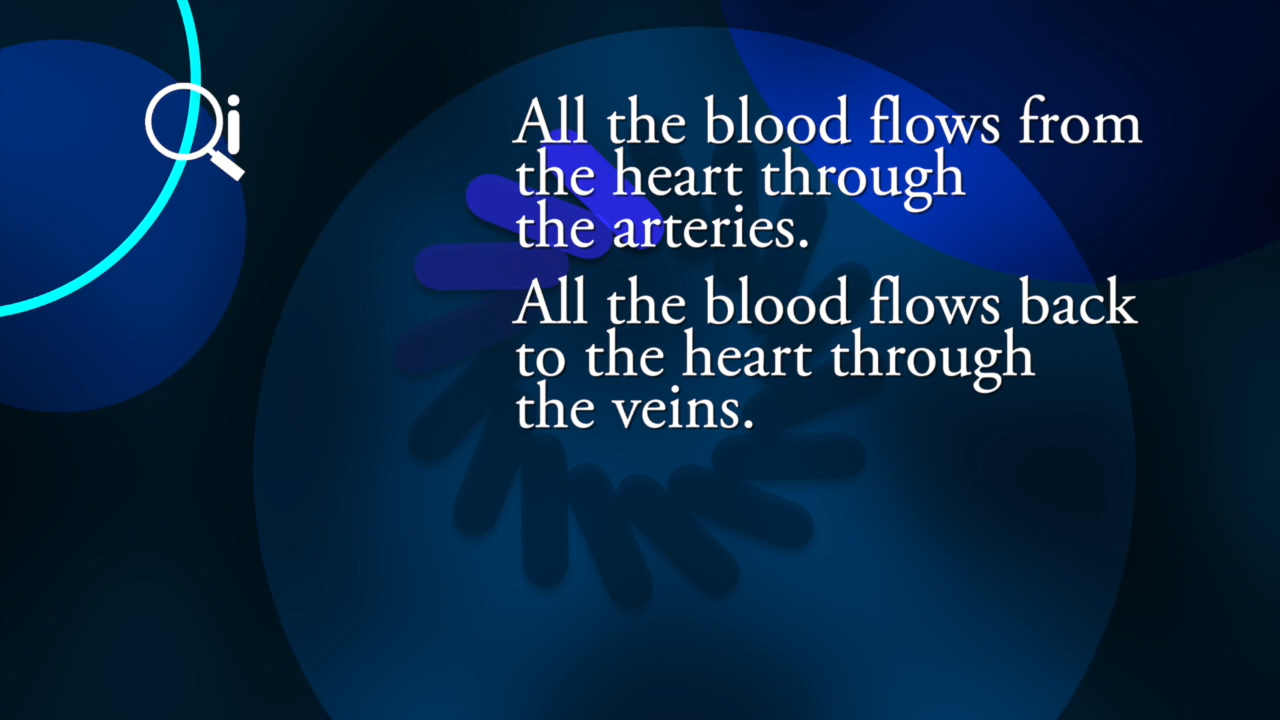 All the blood flows from
the heart through
the arteries.
All the blood flows back
to the heart through
the veins.